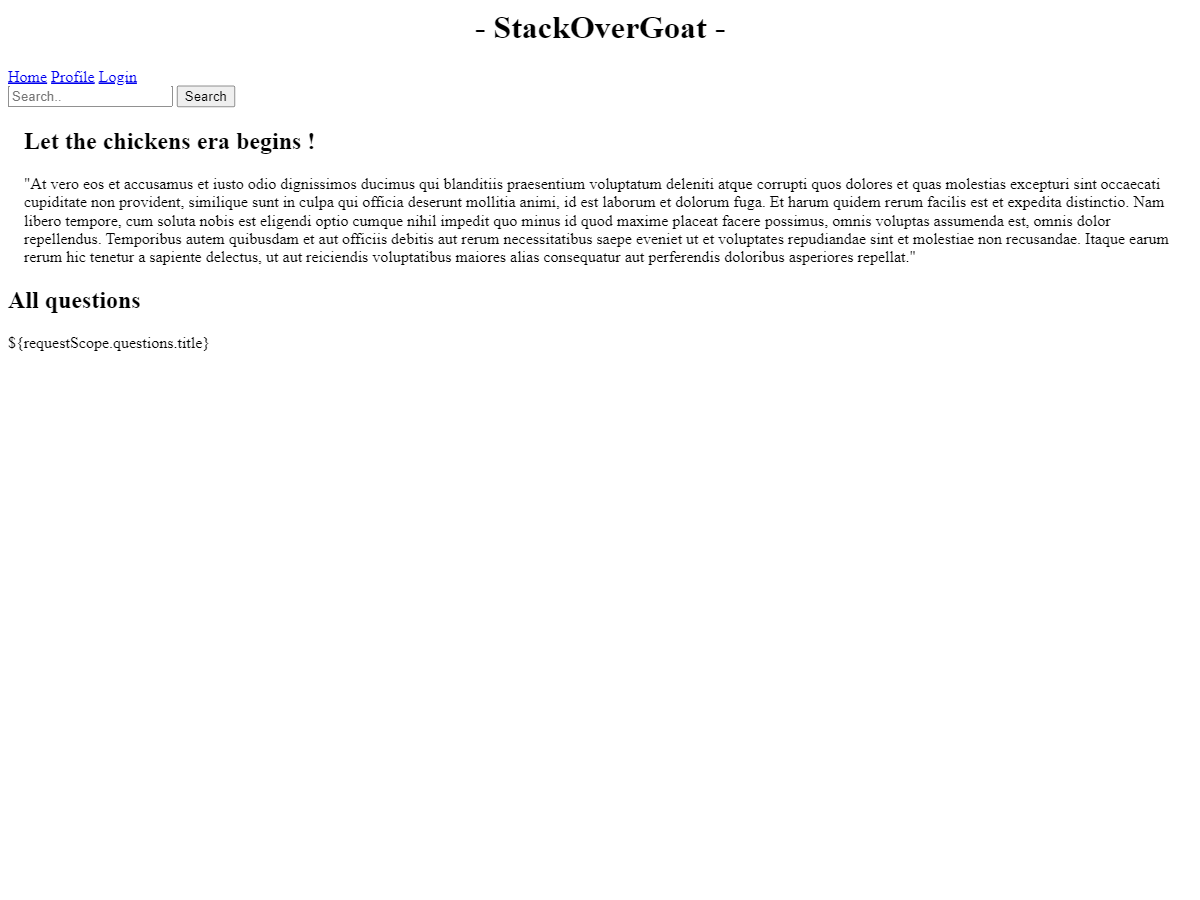 - StackOverGoat -
Home Profile Login
Search.. Search
Let the chickens era begins !
"At vero eos et accusamus et iusto odio dignissimos ducimus qui blanditiis praesentium voluptatum deleniti atque corrupti quos dolores et quas molestias excepturi sint occaecati
cupiditate non provident, similique sunt in culpa qui officia deserunt mollitia animi, id est laborum et dolorum fuga. Et harum quidem rerum facilis est et expedita distinctio. Nam
libero tempore, cum soluta nobis est eligendi optio cumque nihil impedit quo minus id quod maxime placeat facere possimus, omnis voluptas assumenda est, omnis dolor
repellendus. Temporibus autem quibusdam et aut officiis debitis aut rerum necessitatibus saepe eveniet ut et voluptates repudiandae sint et molestiae non recusandae. Itaque earum
rerum hic tenetur a sapiente delectus, ut aut reiciendis voluptatibus maiores alias consequatur aut perferendis doloribus asperiores repellat."
All questions
${requestScope.questions.title}